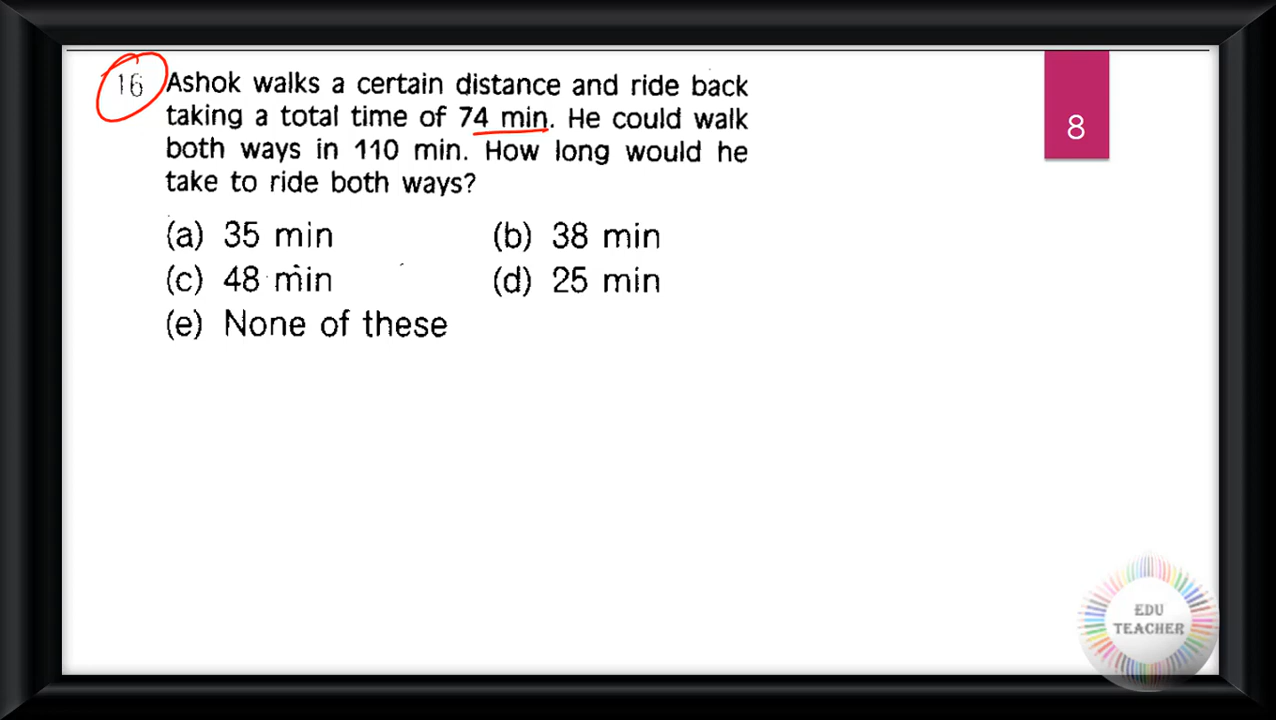 16 Ashok walks a certain distance and ride back
taking a total time of 74 min. He could walk
both ways in 110 min. How long would he
take to ride both ways?
8
(a) 35 min (b) 38 min
(c) 48 min (d) 25 min
(e) None of these
EDU
TEACHER